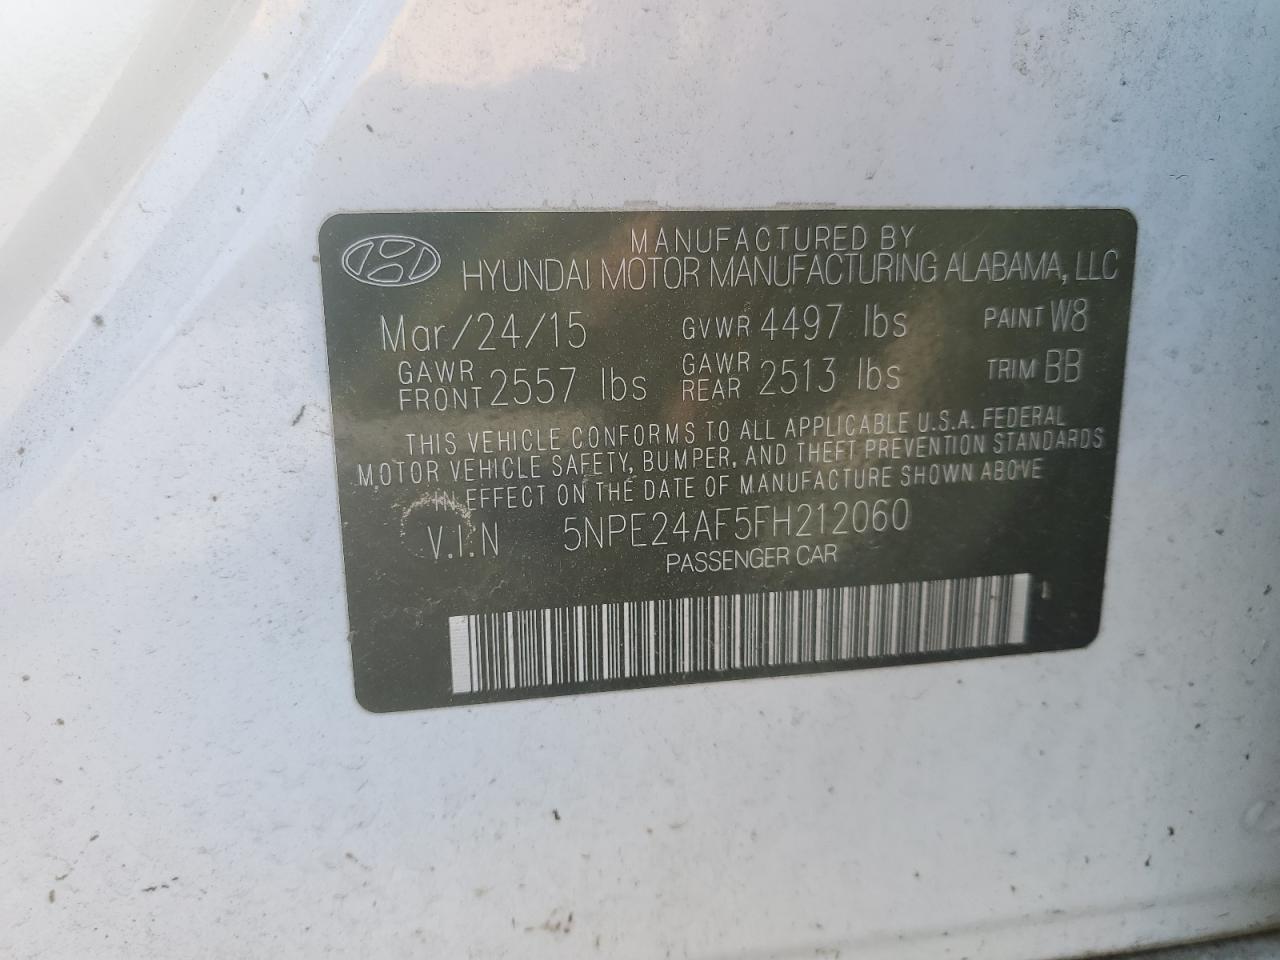 MANUFACTURED BY
HYUNDAI MOTOR MANUFACTURING ALABAMA, LLC
Mar/24/15 GVWR 4497 lbs PAINT W8
GAWR FRONT 2557 lbs GAWR REAR 2513 lbs TRIM BB
THIS VEHICLE CONFORMS TO ALL APPLICABLE U.S.A. FEDERAL
MOTOR VEHICLE SAFETY, BUMPER, AND THEFT PREVENTION STANDARDS
IN EFFECT ON THE DATE OF MANUFACTURE SHOWN ABOVE
V.I.N 5NPE24AF5FH212060
PASSENGER CAR